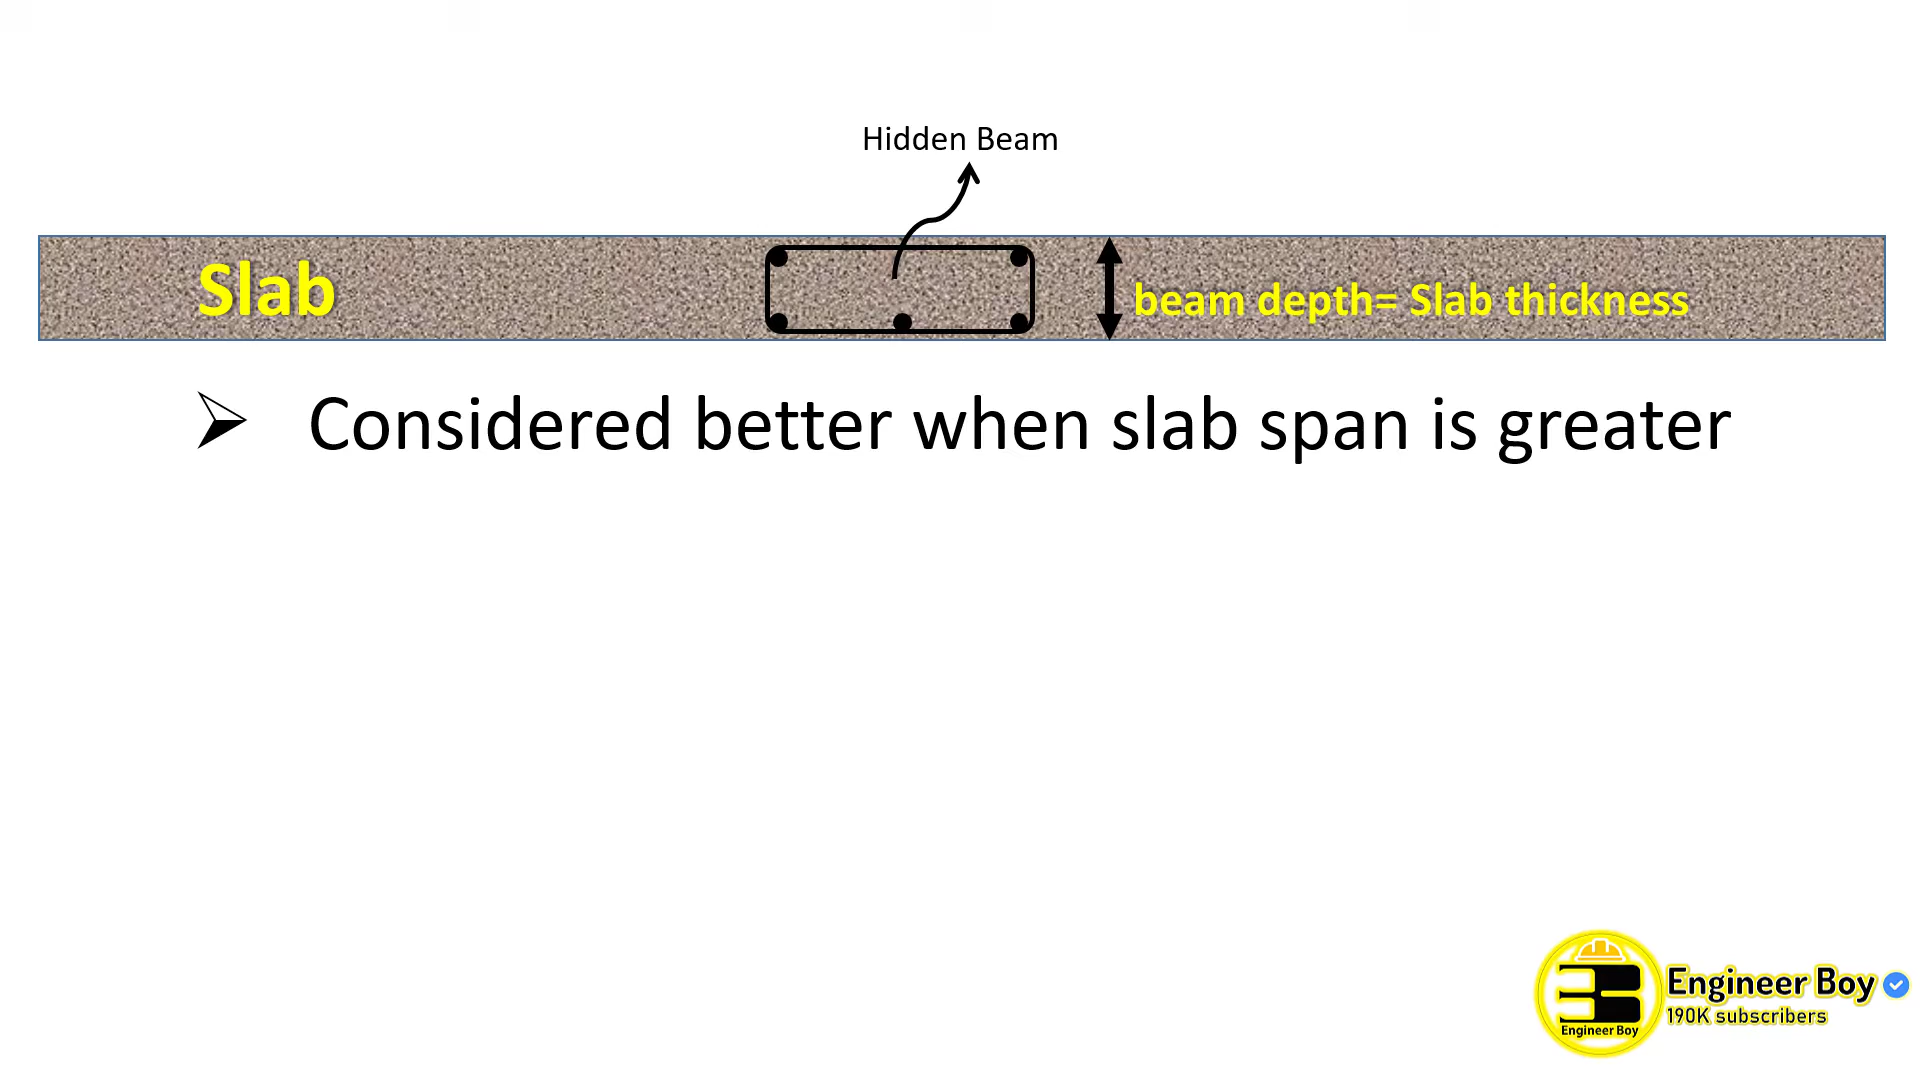 Hidden Beam
Slab
beam depth= Slab thickness
Considered better when slab span is greater
Engineer Boy
190K subscribers
Engineer Boy